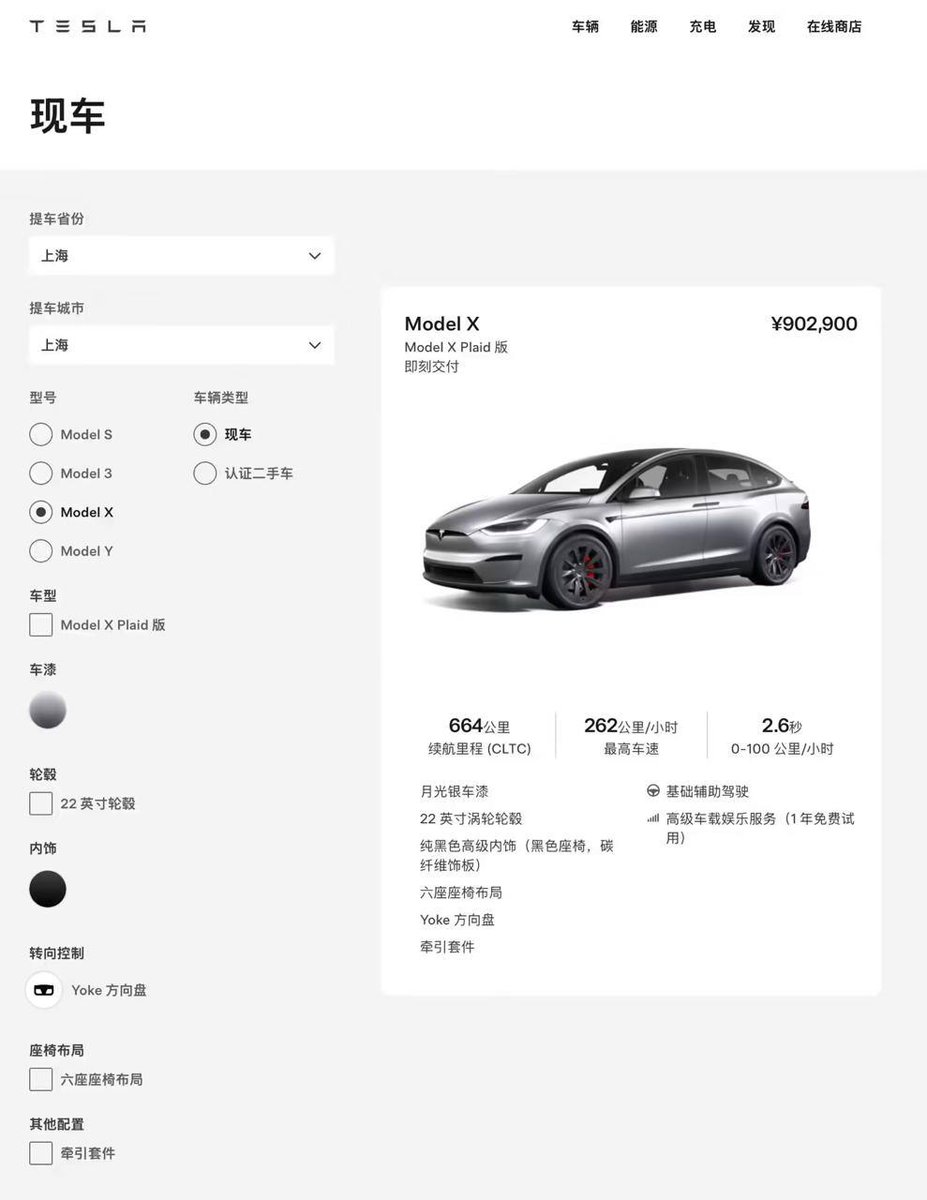 TESLA
车辆
能源
充电
发现
在线商店
现车
提车省份
上海
提车城市
上海
型号
Model S
Model 3
Model X
Model Y
车辆类型
现车
认证二手车
车型
Model X Plaid 版
车漆
轮毂
22 英寸轮毂
内饰
转向控制
Yoke 方向盘
座椅布局
六座座椅布局
其他配置
牵引套件
Model X
¥902,900
Model X Plaid 版
即刻交付
664公里
续航里程 (CLTC)
262公里/小时
最高车速
2.6秒
0-100 公里/小时
月光银车漆
22 英寸涡轮轮毂
纯黑色高级内饰（黑色座椅，碳
纤维饰板）
六座座椅布局
Yoke 方向盘
牵引套件
基础辅助驾驶
高级车载娱乐服务（1 年免费试
用）